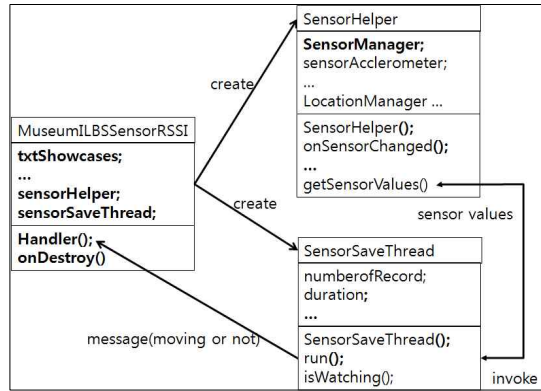 SensorHelper
SensorManager;
sensorAcclerometer;
...
LocationManager ...
SensorHelper();
onSensorChanged();
...
getSensorValues()
create
MuseumILBSSensorRSSI
txtShowcases;
...
sensorHelper;
sensorSaveThread;
Handler();
onDestroy()
create
sensor values
SensorSaveThread
numberofRecord;
duration;
...
SensorSaveThread();
run();
isWatching();
message(moving or not)
invoke